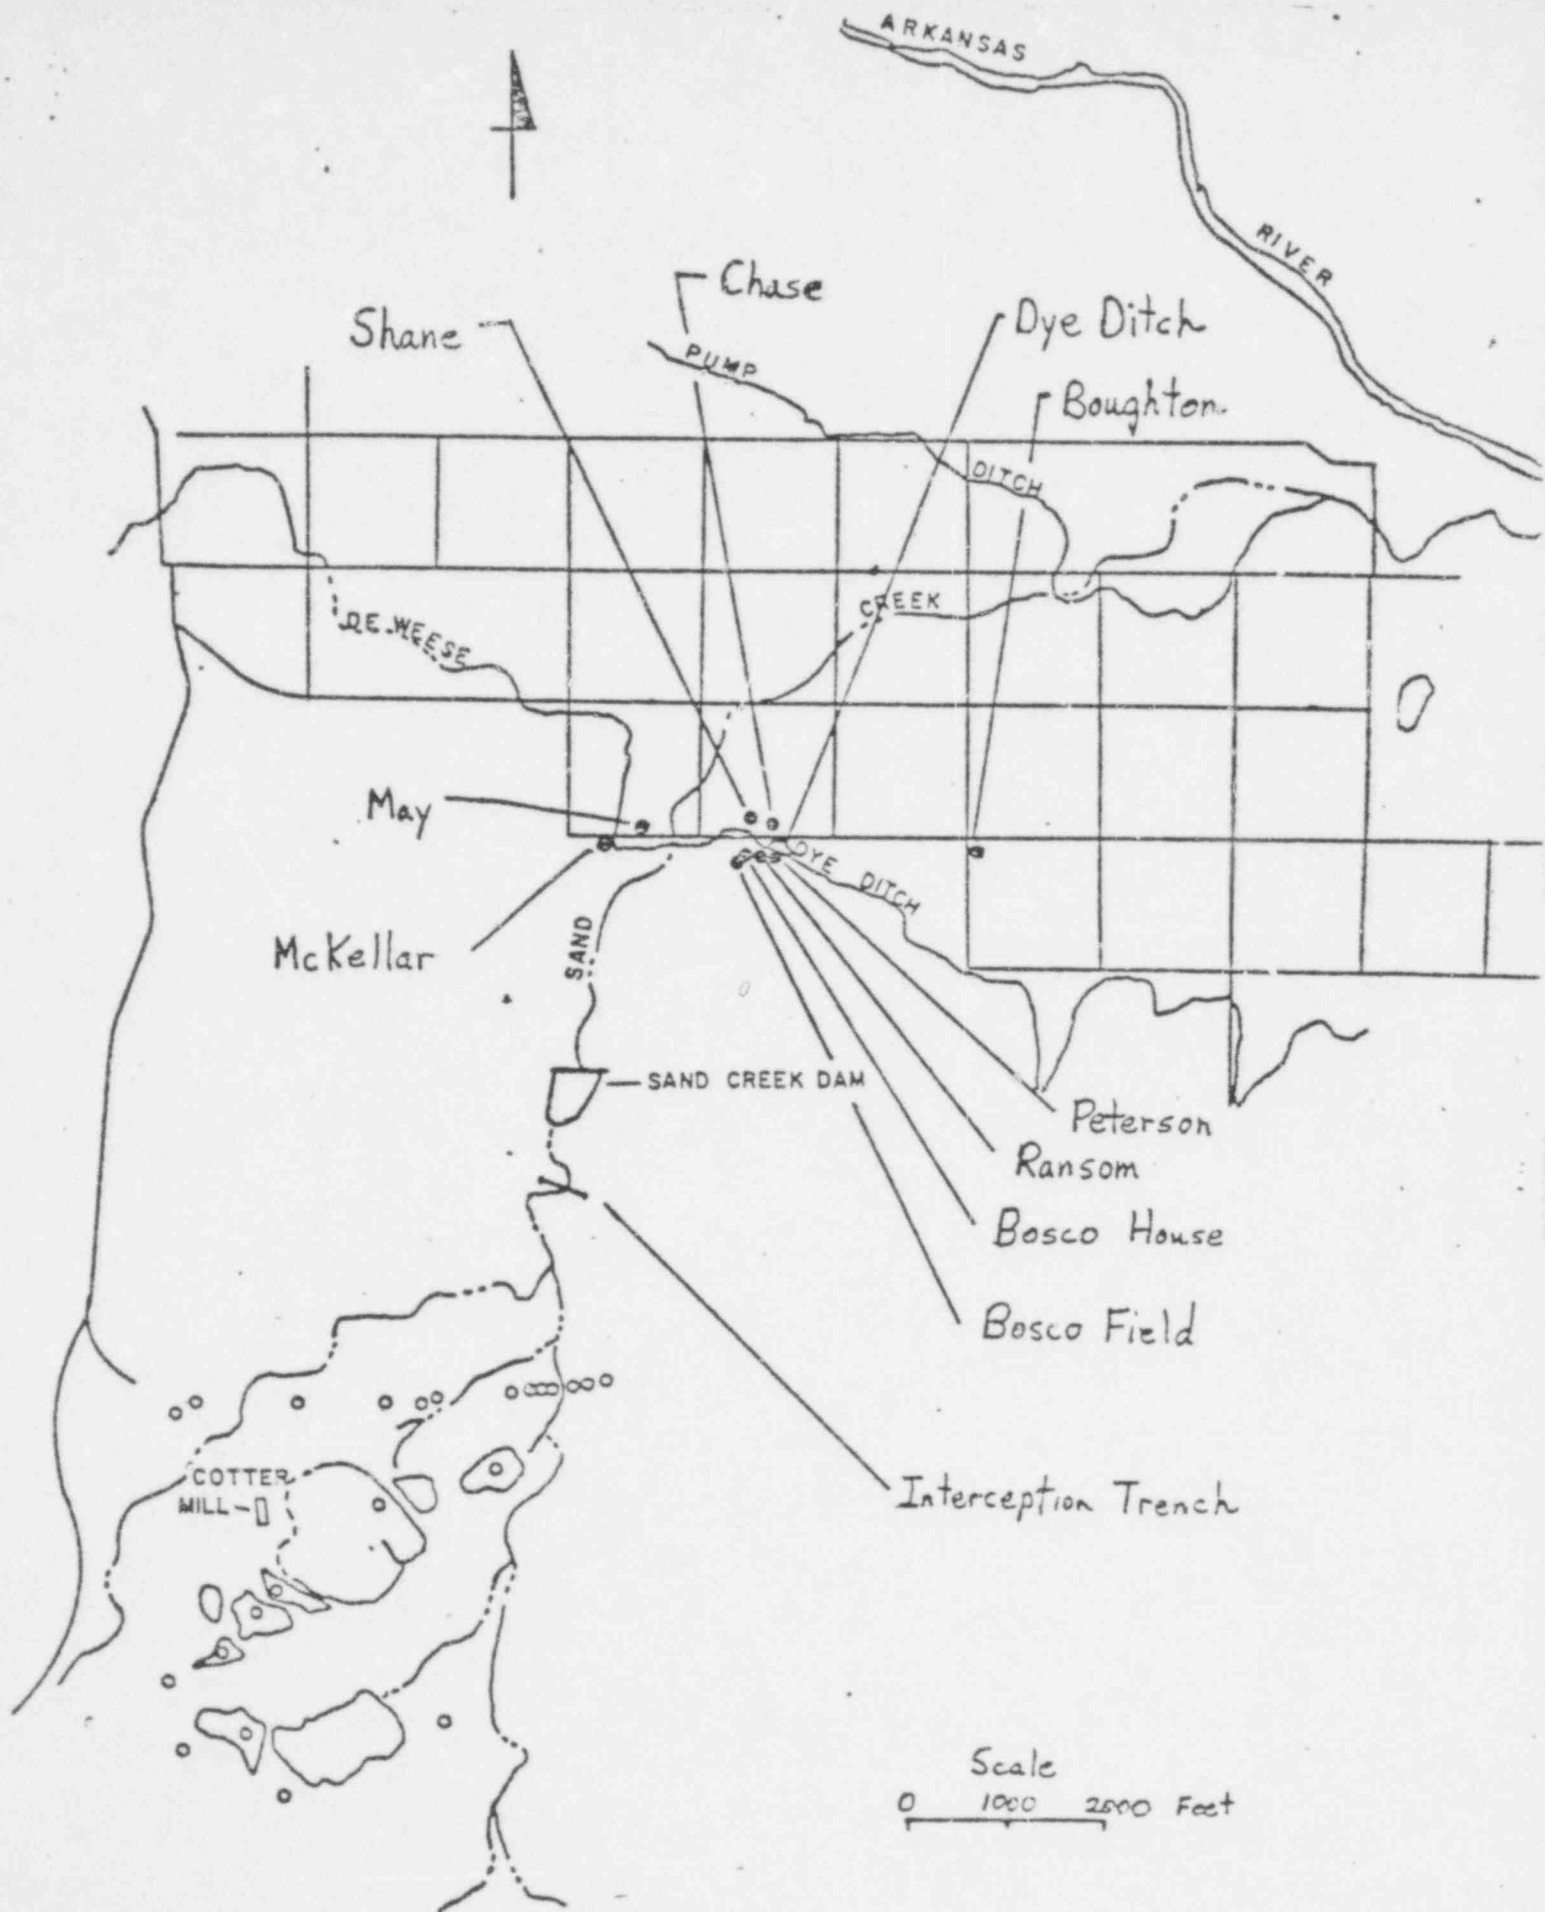 ARKANSAS
RIVER
Chase
Shane
Dye Ditch
PUMP
Boughton
DITCH
CREEK
DE WEESE
May
DYE DITCH
McKellar
SAND
SAND CREEK DAM
Peterson
Ransom
Bosco House
Bosco Field
COTTER
MILL
Interception Trench
Scale
0 1000 2000 Feet